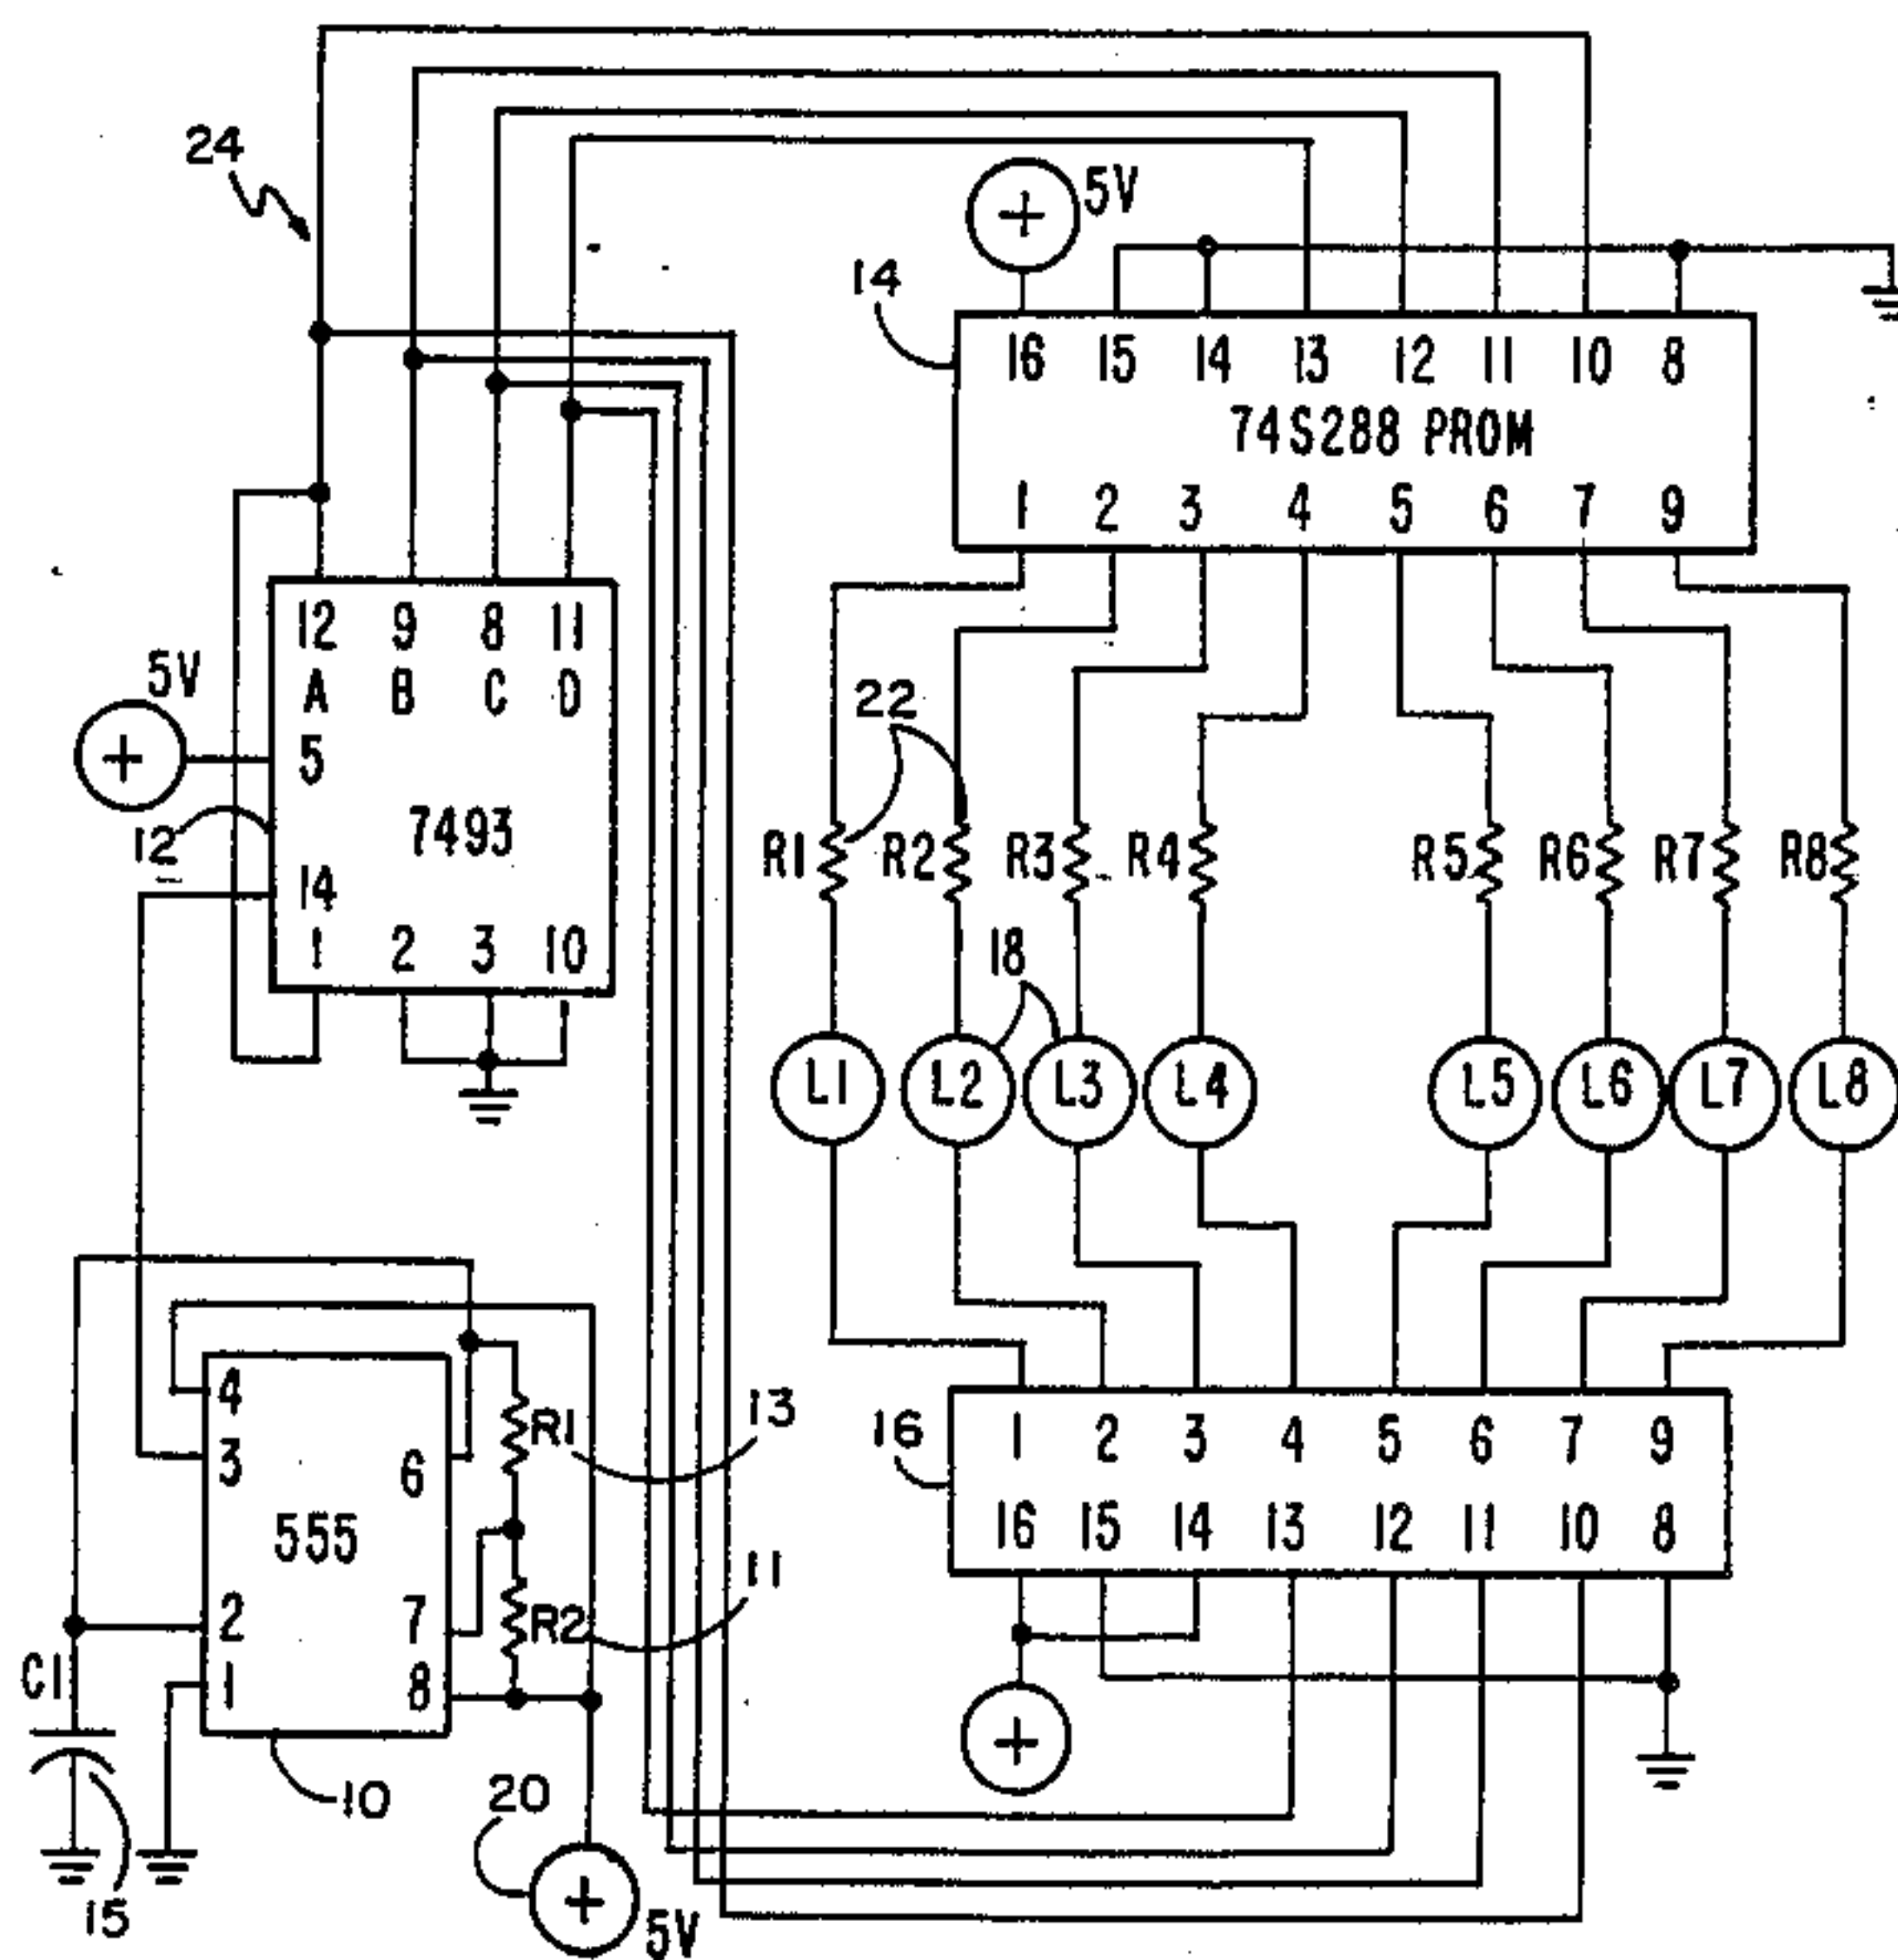 24
5V
14
16 15 14 13 12 11 10 8
74S288 PROM
1 2 3 4 5 6 7 9
12 9 8 11
A B C D
5V
5
12
7493
14
1 2 3 10
22
R1 R2 R3 R4 R5 R6 R7 R8
18
L1 L2 L3 L4 L5 L6 L7 L8
4
3
6
R1
13
555
2
7
R2
11
C1
1
8
10
15
20
5V
16
1 2 3 4 5 6 7 9
16 15 14 13 12 11 10 8